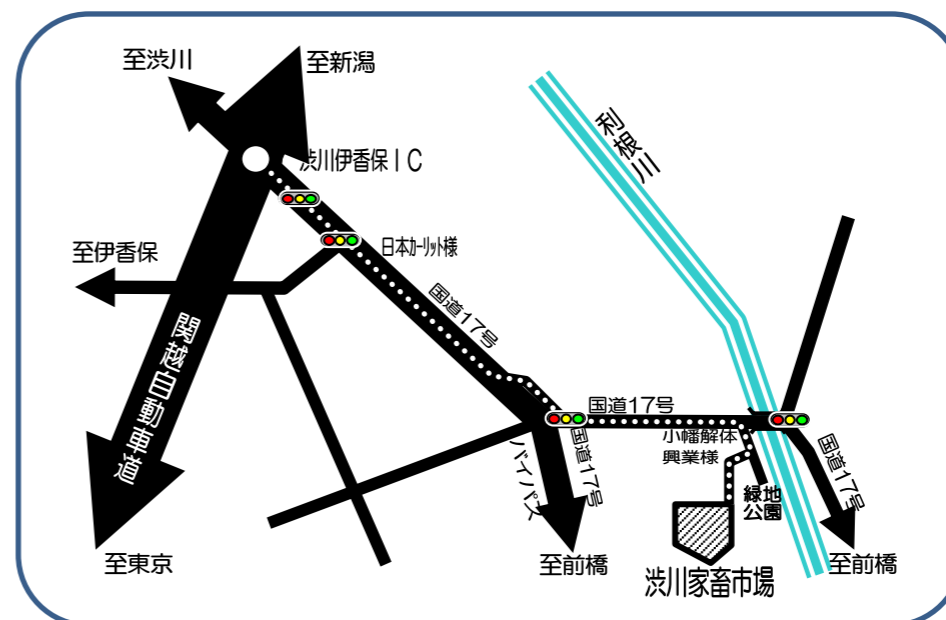 至渋川
至新潟
利根川
渋川伊香保ＩＣ
至伊香保
日本ｶｰﾘｯﾄ様
国道17号
関越自動車道
国道17号
小幡解体
興業様
国道17号
バイパス
国道17号
緑地
公園
至東京
至前橋
至前橋
渋川家畜市場